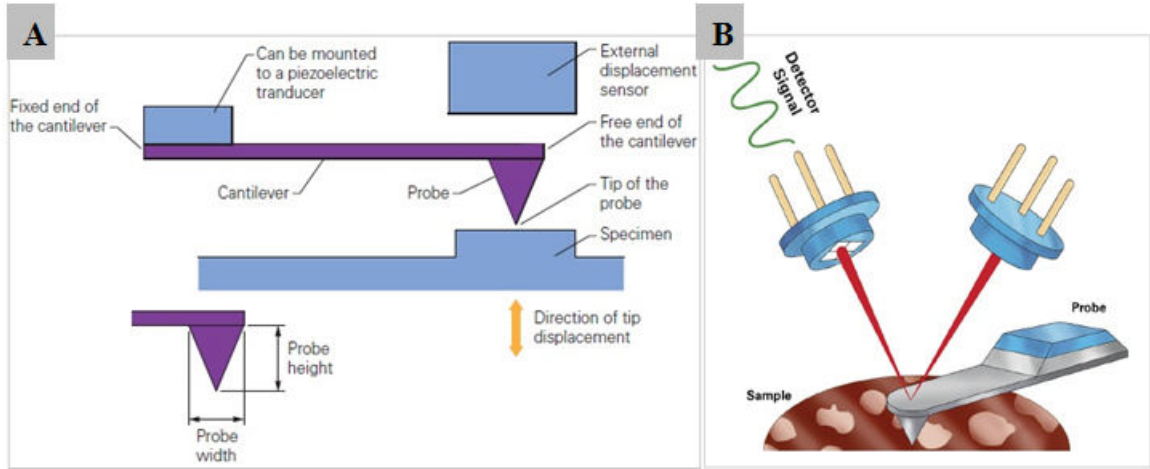 A
Can be mounted
to a piezoelectric
tranducer
External
displacement
sensor
Fixed end of
the cantilever
Free end of
the cantilever
Cantilever
Probe
Tip of the
probe
Specimen
Direction of tip
displacement
Probe
height
Probe
width
B
Detector
Signal
Probe
Sample